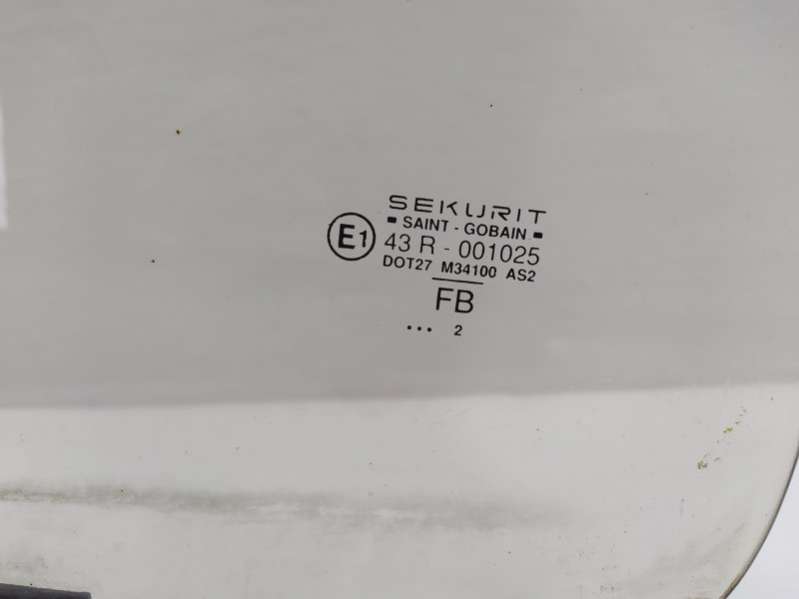 SEKURIT
SAINT - GOBAIN
E1
43 R - 001025
DOT27 M34100 AS2
FB
... 2